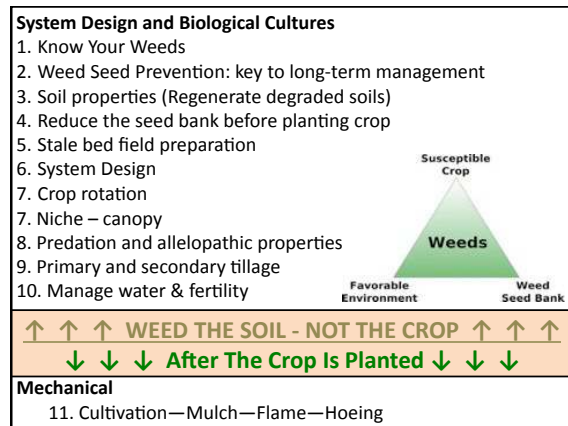 System Design and Biological Cultures
1. Know Your Weeds
2. Weed Seed Prevention: key to long-term management
3. Soil properties (Regenerate degraded soils)
4. Reduce the seed bank before planting crop
5. Stale bed field preparation
6. System Design
7. Crop rotation
7. Niche – canopy
8. Predation and allelopathic properties
9. Primary and secondary tillage
10. Manage water & fertility
Susceptible
Crop
Weeds
Favorable
Environment
Weed
Seed Bank
↑ ↑ ↑ WEED THE SOIL - NOT THE CROP ↑ ↑ ↑
↓ ↓ ↓ After The Crop Is Planted ↓ ↓ ↓
Mechanical
11. Cultivation—Mulch—Flame—Hoeing